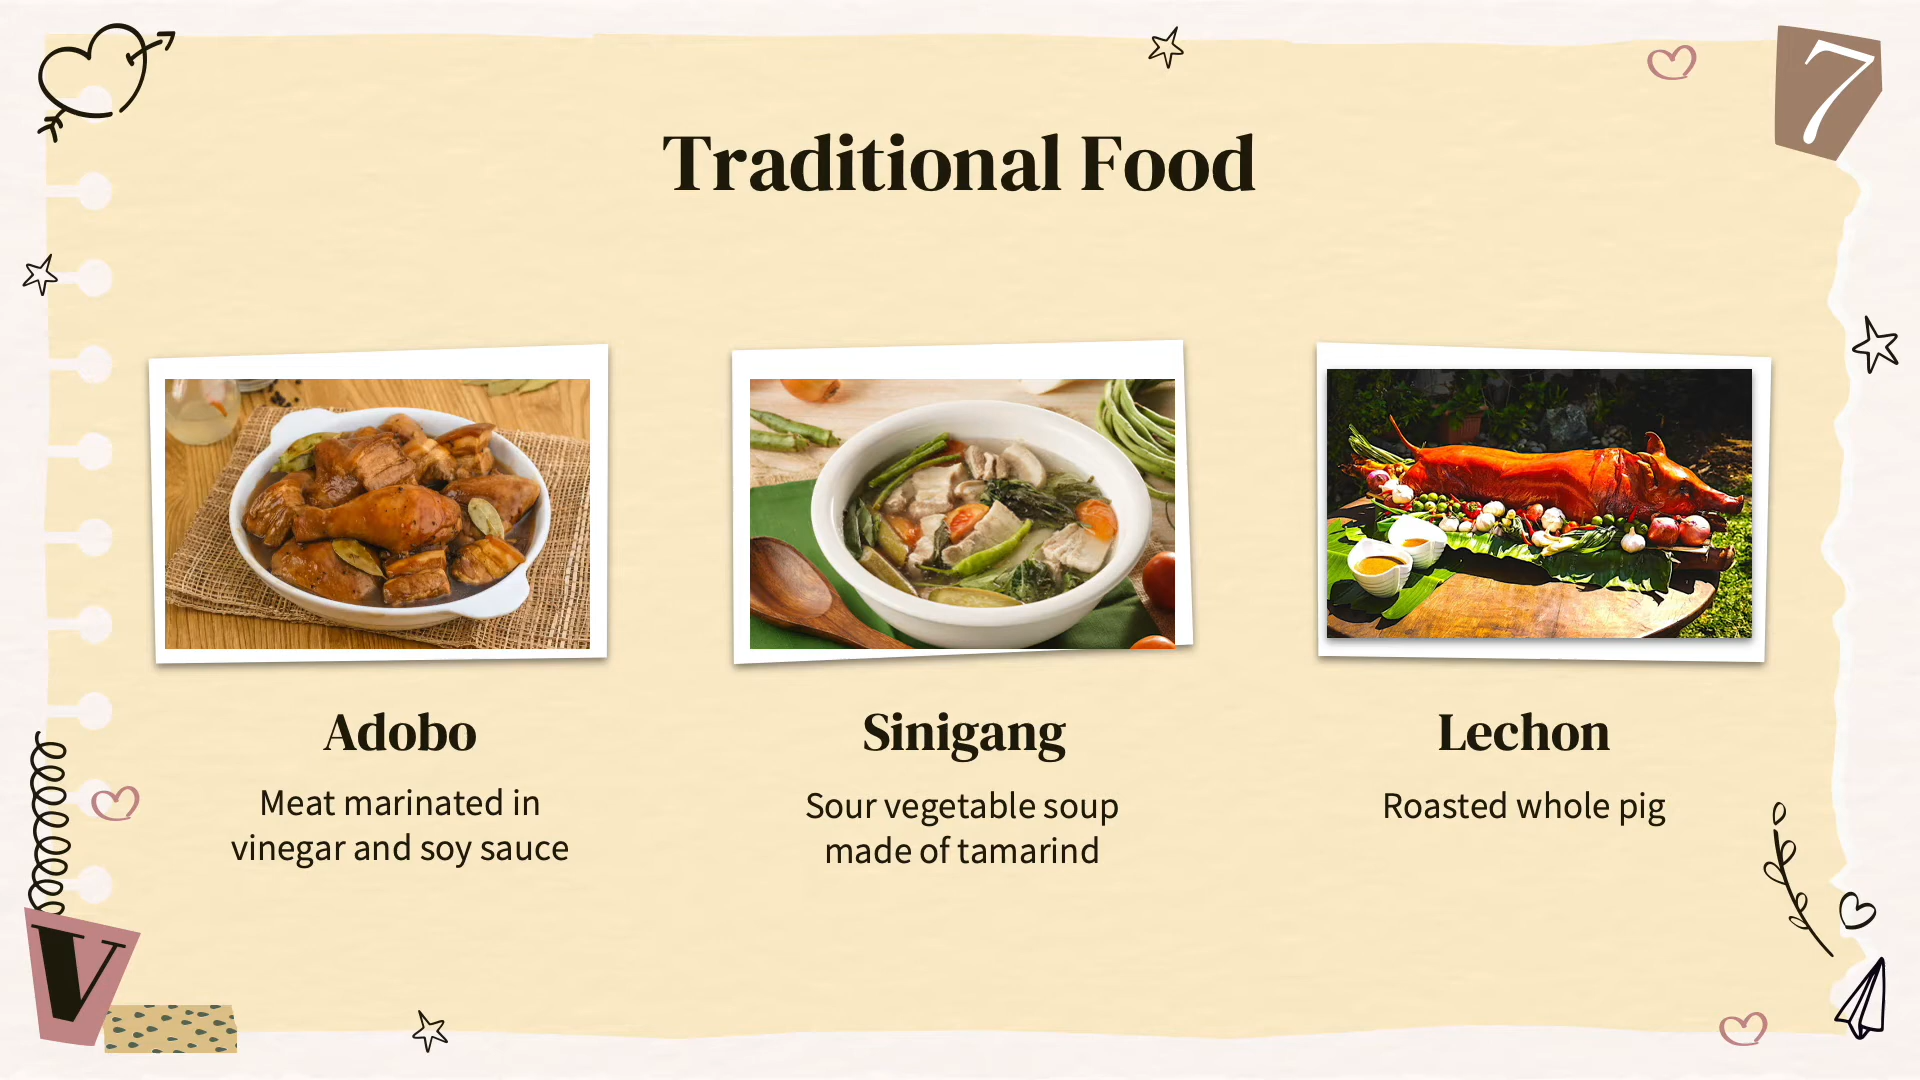 7
Traditional Food
Adobo
Meat marinated in
vinegar and soy sauce
Sinigang
Sour vegetable soup
made of tamarind
Lechon
Roasted whole pig
V